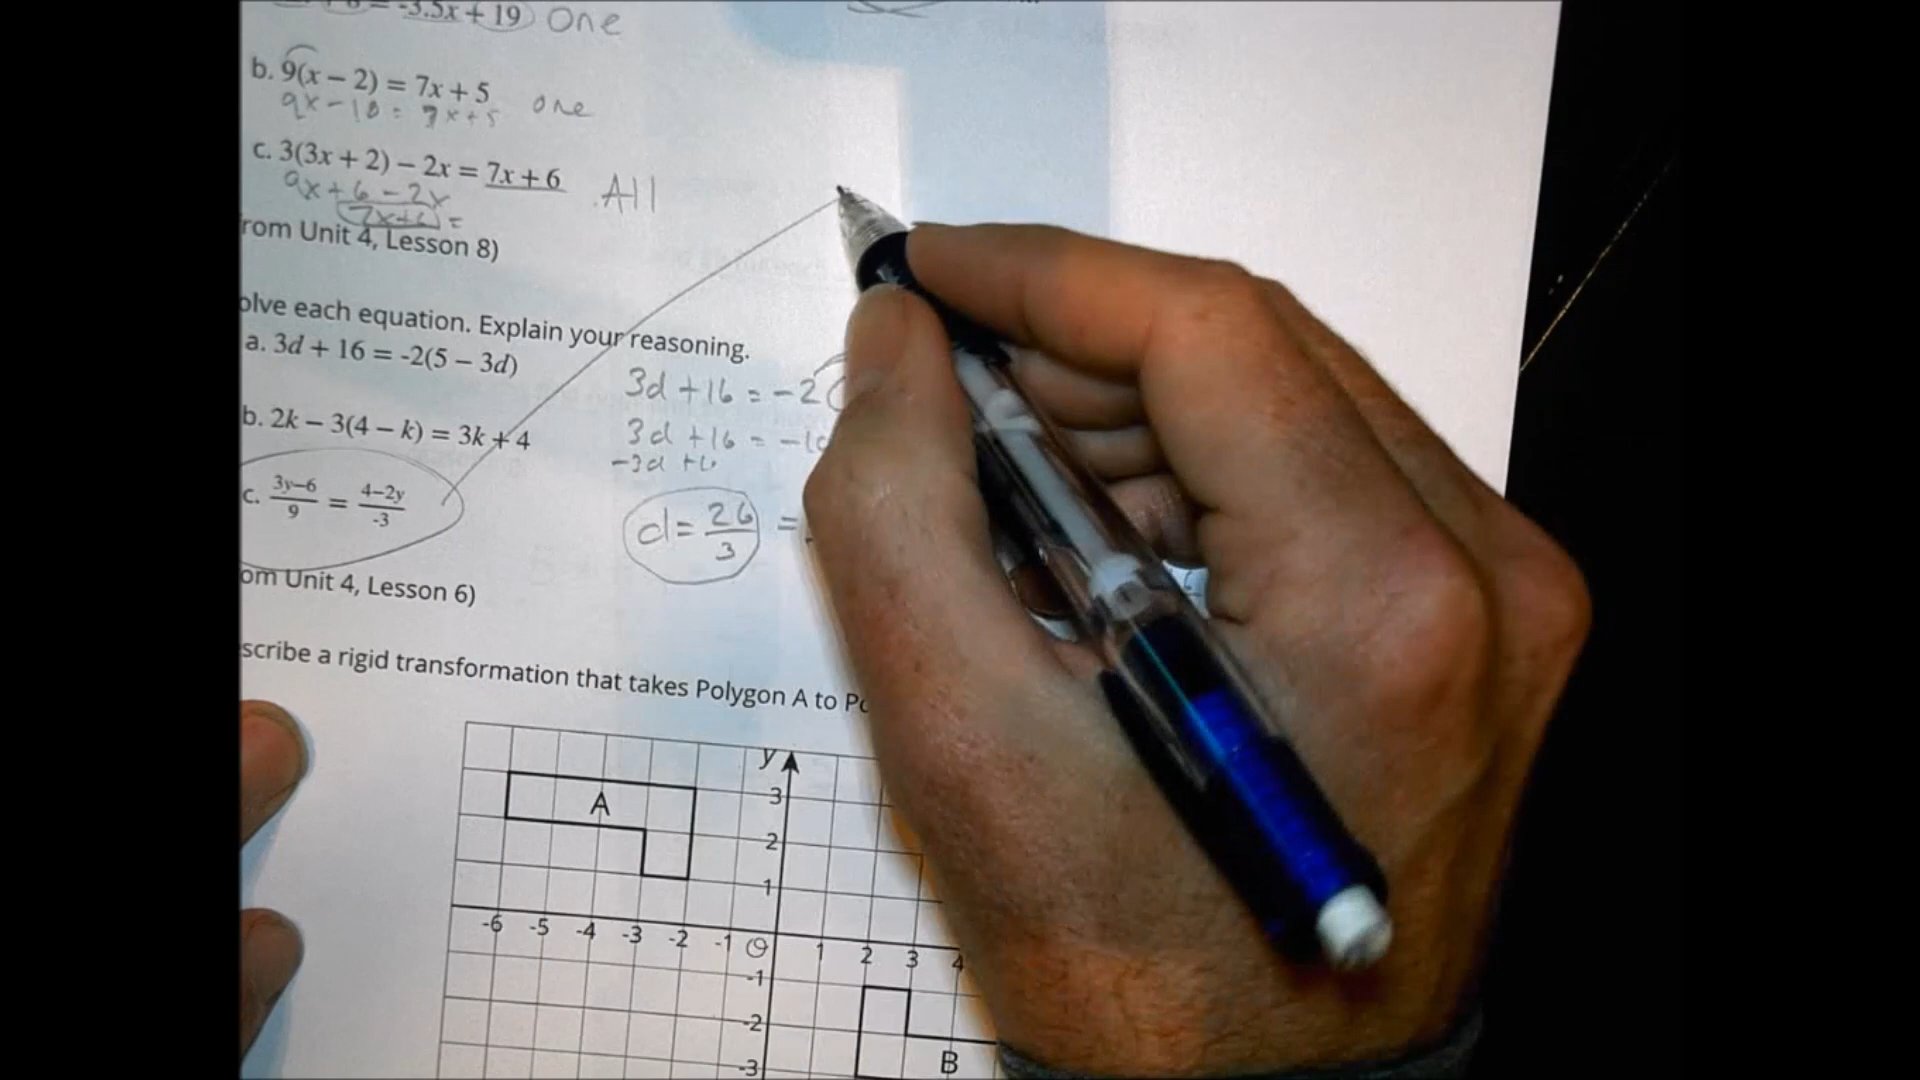 = -3.5x + 19 One
b. 9(x – 2) = 7x + 5
9x - 18 = 7x + 5 one
c. 3(3x + 2) – 2x = 7x + 6
9x + 6 - 2x All
7x+6 =
rom Unit 4, Lesson 8)
olve each equation. Explain your reasoning.
a. 3d + 16 = -2(5 – 3d)
3d + 16 = -2(
b. 2k – 3(4 – k) = 3k + 4
3d + 16 = -10
-3d
c. 3y–6/9 = 4–2y/-3
d = 26/3 =
om Unit 4, Lesson 6)
scribe a rigid transformation that takes Polygon A to
y
A
3
2
1
-6 -5 -4 -3 -2 -1 O 1 2 3 4
-1
-2
-3
B